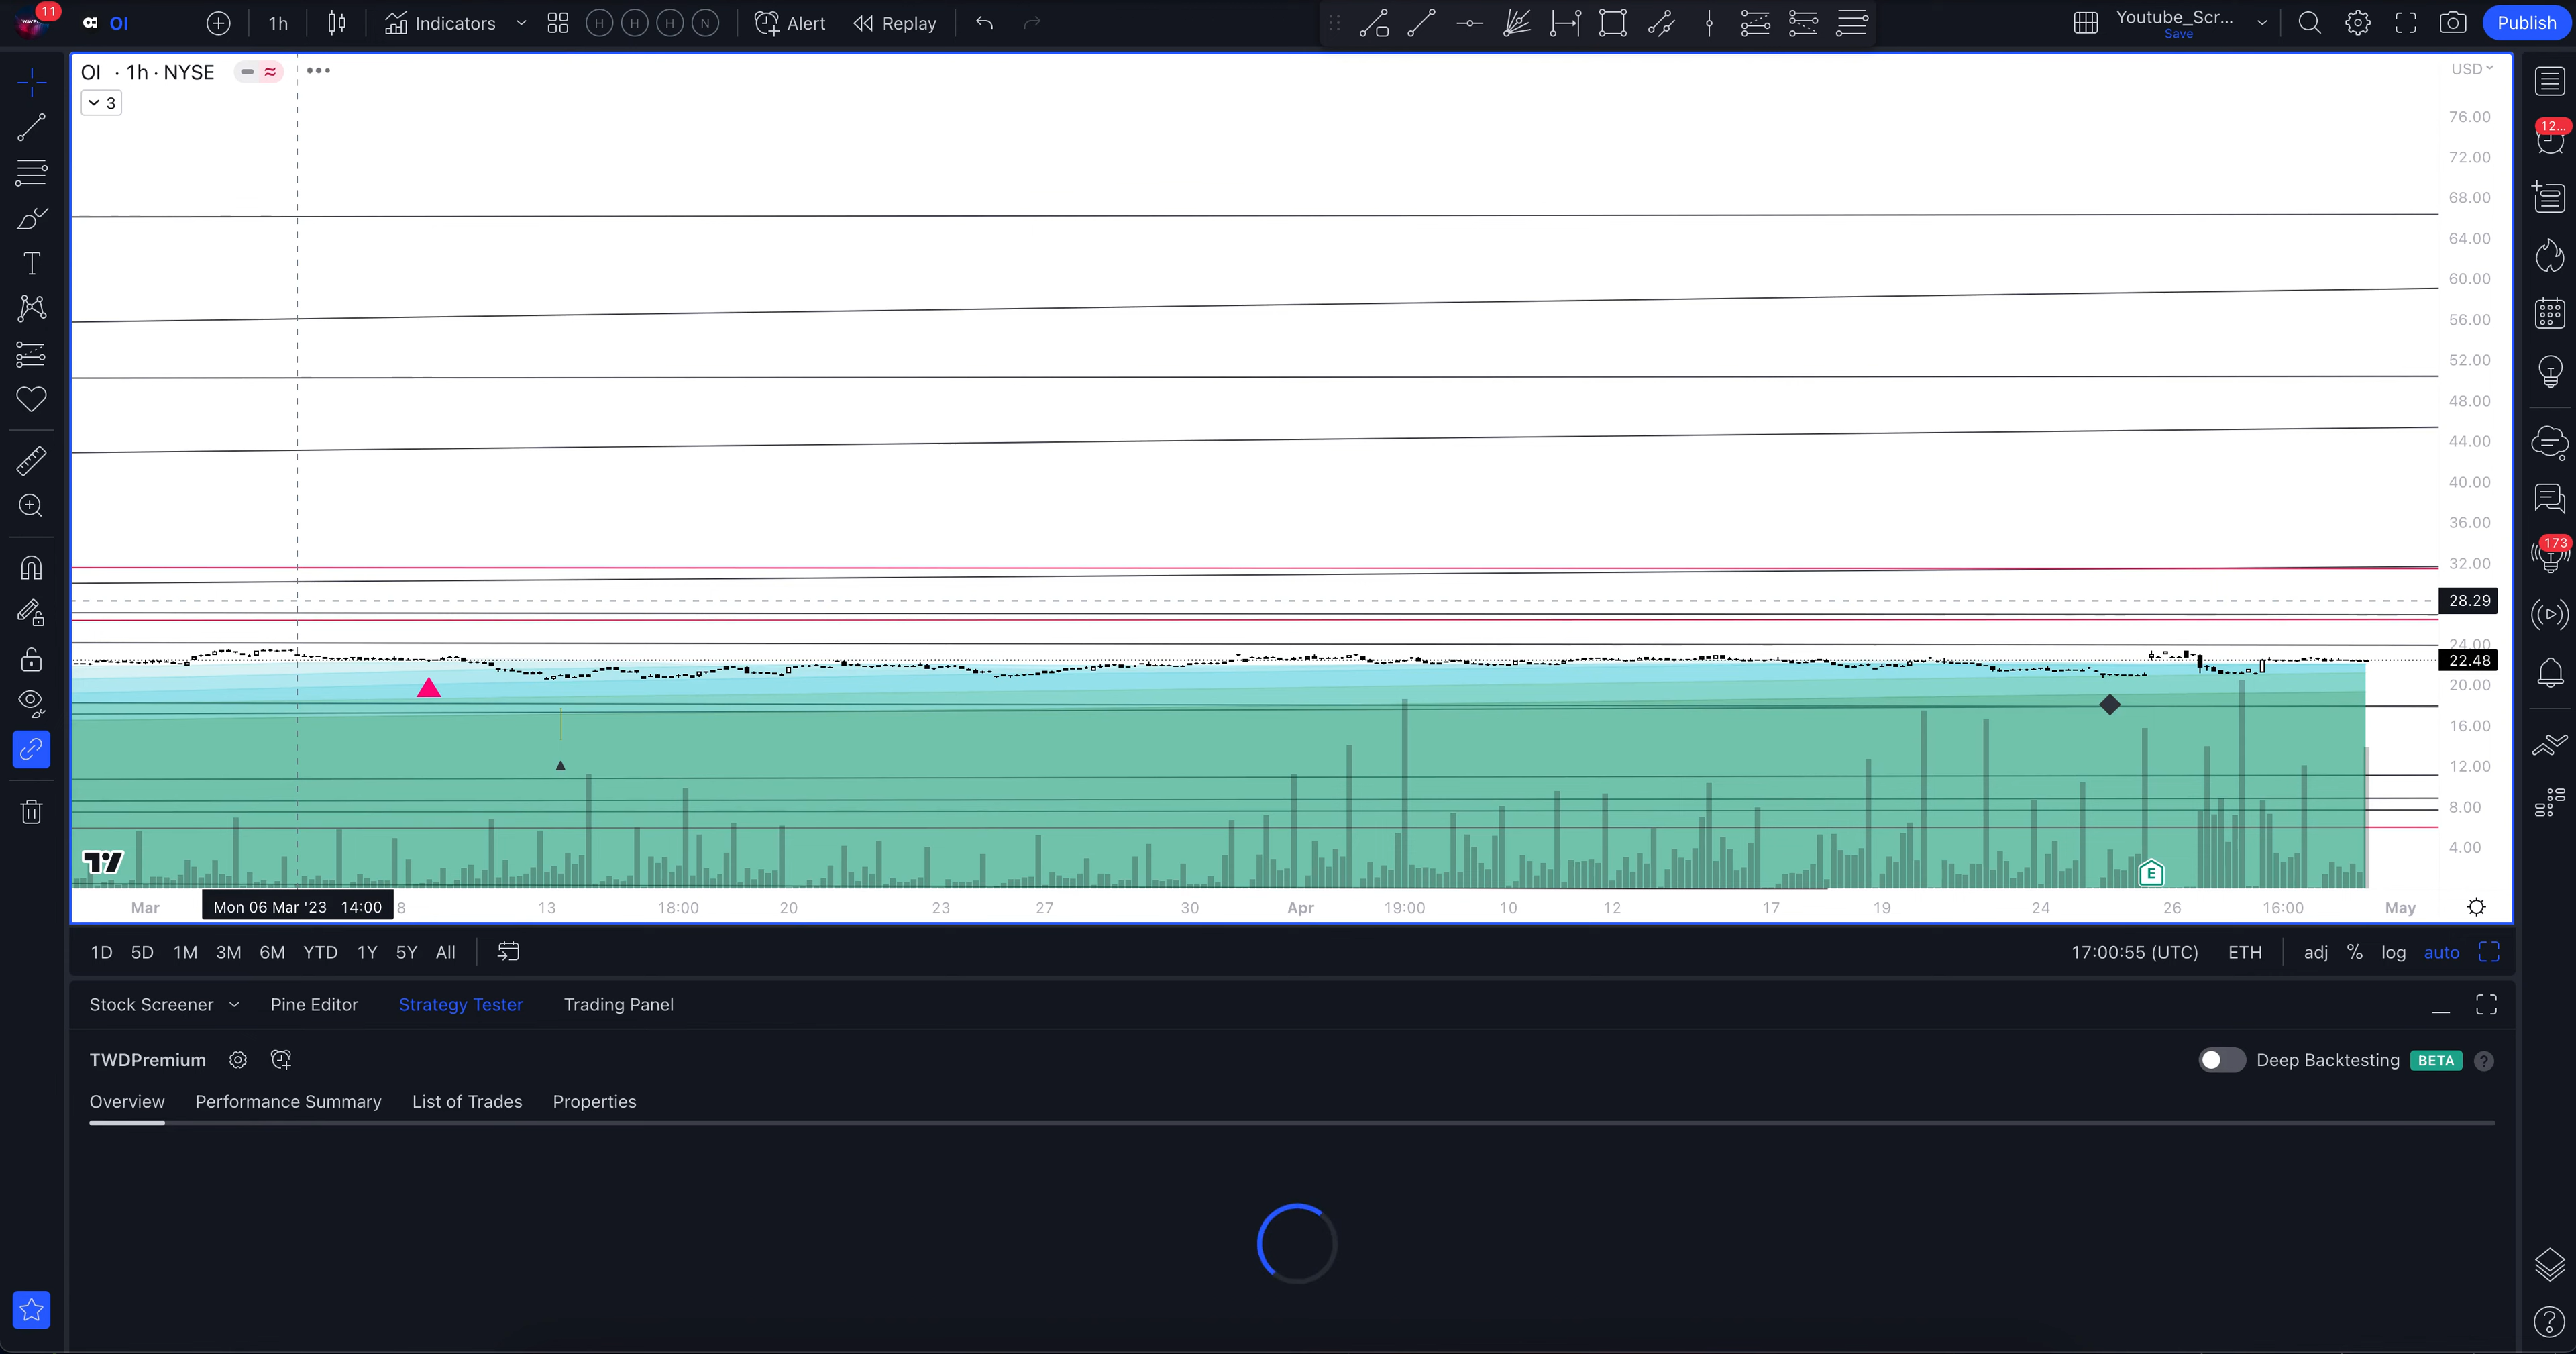 11
OI
1h
Indicators
H
H
H
N
Alert
Replay
Youtube_Scr...
Save
Publish
OI · 1h · NYSE
3
USD
76.00
72.00
68.00
64.00
60.00
56.00
52.00
48.00
44.00
40.00
36.00
32.00
28.29
24.00
22.48
20.00
16.00
12.00
8.00
4.00
12...
173
E
Mar
Mon 06 Mar '23 14:00
8
13
18:00
20
23
27
30
Apr
19:00
10
12
17
19
24
26
16:00
May
1D 5D 1M 3M 6M YTD 1Y 5Y All
17:00:55 (UTC) ETH adj % log auto
Stock Screener Pine Editor Strategy Tester Trading Panel
TWDPremium
Deep Backtesting BETA ?
Overview Performance Summary List of Trades Properties
?